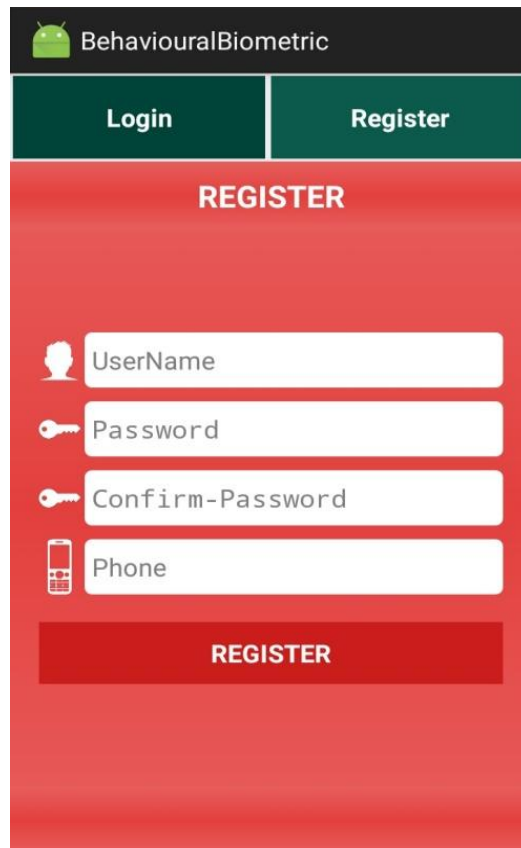 BehaviouralBiometric
Login Register
REGISTER
UserName
Password
Confirm-Password
Phone
REGISTER